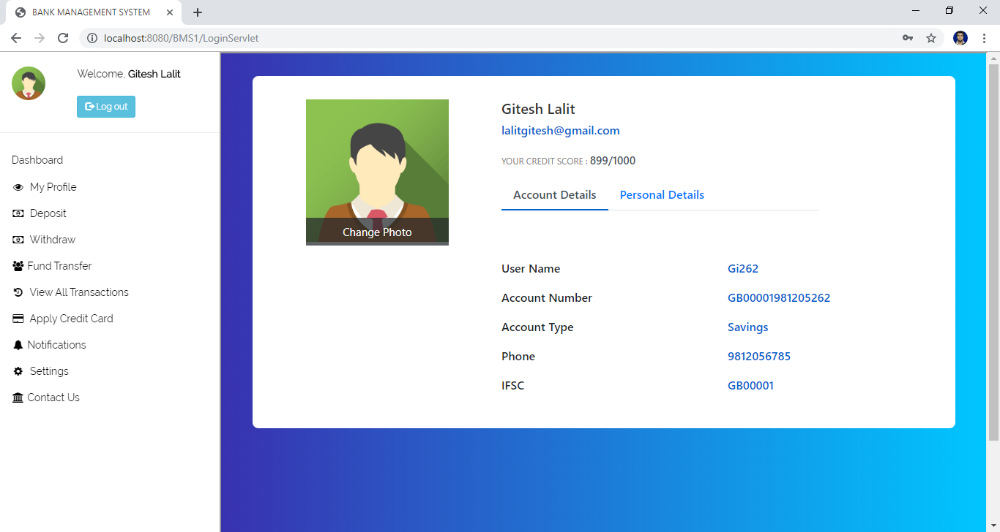 BANK MANAGEMENT SYSTEM
localhost:8080/BMS1/LoginServlet
Welcome, Gitesh Lalit
Log out
Dashboard
My Profile
Deposit
Withdraw
Fund Transfer
View All Transactions
Apply Credit Card
Notifications
Settings
Contact Us
Change Photo
Gitesh Lalit
lalitgitesh@gmail.com
YOUR CREDIT SCORE : 899/1000
Account Details Personal Details
User Name Gi262
Account Number GB00001981205262
Account Type Savings
Phone 9812056785
IFSC GB00001